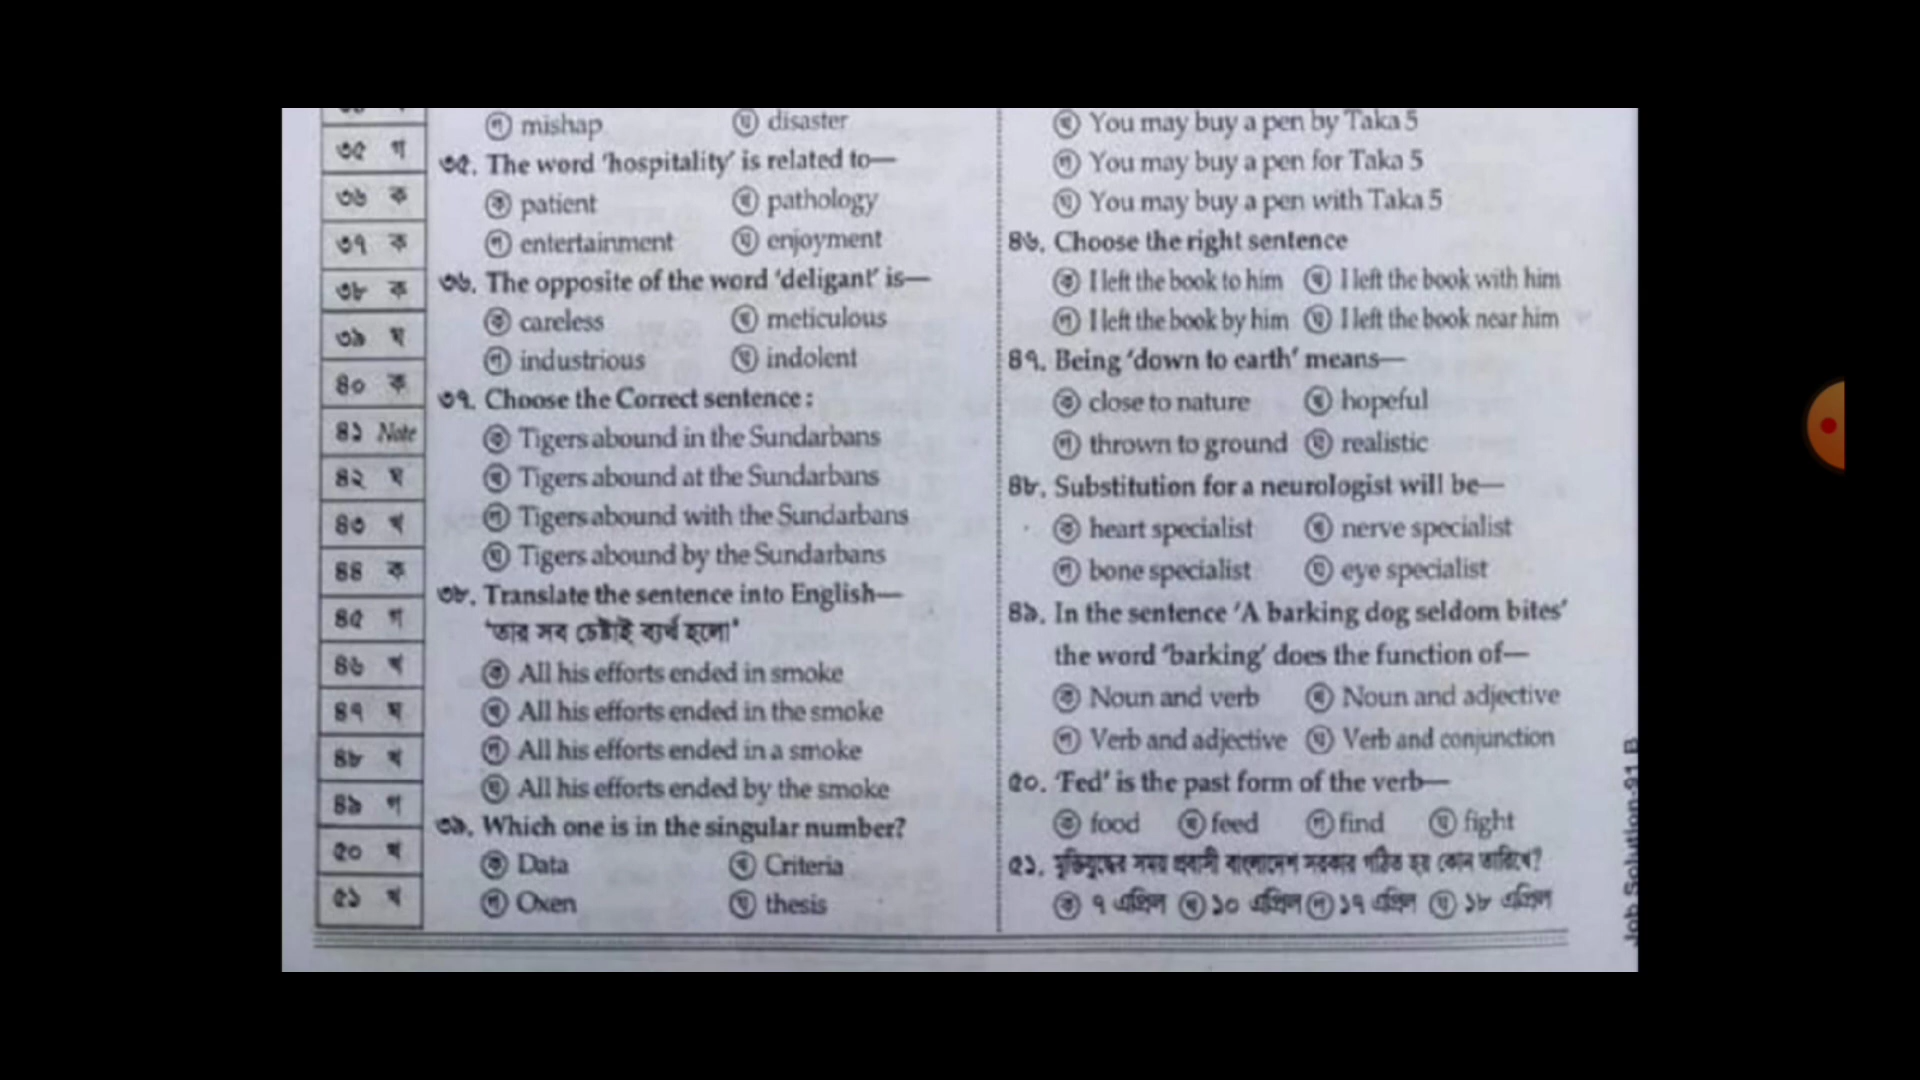 ৩৫ গ
৩৬ ক
৩৭ ক
৩৮ ক
৩৯ ঘ
৪০ ক
৪১ Note
৪২ ঘ
৪৩ খ
৪৪ ক
৪৫ গ
৪৬ খ
৪৭ ঘ
৪৮ খ
৪৯ গ
৫০ খ
৫১ খ
গ mishap ঘ disaster
৩৫. The word 'hospitality' is related to—
ক patient খ pathology
গ entertainment ঘ enjoyment
৩৬. The opposite of the word 'deligant' is—
ক careless খ meticulous
গ industrious ঘ indolent
৩৭. Choose the Correct sentence :
ক Tigers abound in the Sundarbans
খ Tigers abound at the Sundarbans
গ Tigers abound with the Sundarbans
ঘ Tigers abound by the Sundarbans
৩৮. Translate the sentence into English—
'তার সব চেষ্টাই ব্যর্থ হলো'
ক All his efforts ended in smoke
খ All his efforts ended in the smoke
গ All his efforts ended in a smoke
ঘ All his efforts ended by the smoke
৩৯. Which one is in the singular number?
ক Data খ Criteria
গ Oxen ঘ thesis
খ You may buy a pen by Taka 5
গ You may buy a pen for Taka 5
ঘ You may buy a pen with Taka 5
৪৬. Choose the right sentence
ক I left the book to him খ I left the book with him
গ I left the book by him ঘ I left the book near him
৪৭. Being 'down to earth' means—
ক close to nature খ hopeful
গ thrown to ground ঘ realistic
৪৮. Substitution for a neurologist will be—
ক heart specialist খ nerve specialist
গ bone specialist ঘ eye specialist
৪৯. In the sentence 'A barking dog seldom bites'
the word 'barking' does the function of—
ক Noun and verb খ Noun and adjective
গ Verb and adjective ঘ Verb and conjunction
৫০. 'Fed' is the past form of the verb—
ক food খ feed গ find ঘ fight
৫১. মুক্তিযুদ্ধের সময় প্রবাসী বাংলাদেশ সরকার গঠিত হয় কোন তারিখে?
ক ৭ এপ্রিল খ ১০ এপ্রিল গ ১৭ এপ্রিল ঘ ১৮ এপ্রিল
Job Solution-91 B